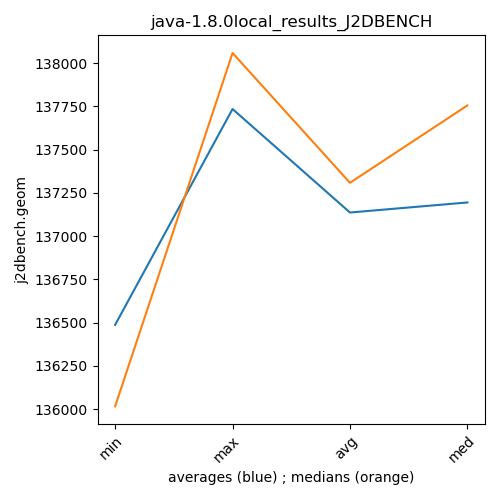 java-1.8.0local_results_J2DBENCH
138000
137750
137500
137250
137000
136750
136500
136250
136000
j2dbench.geom
min
max
avg
med
averages (blue) ; medians (orange)